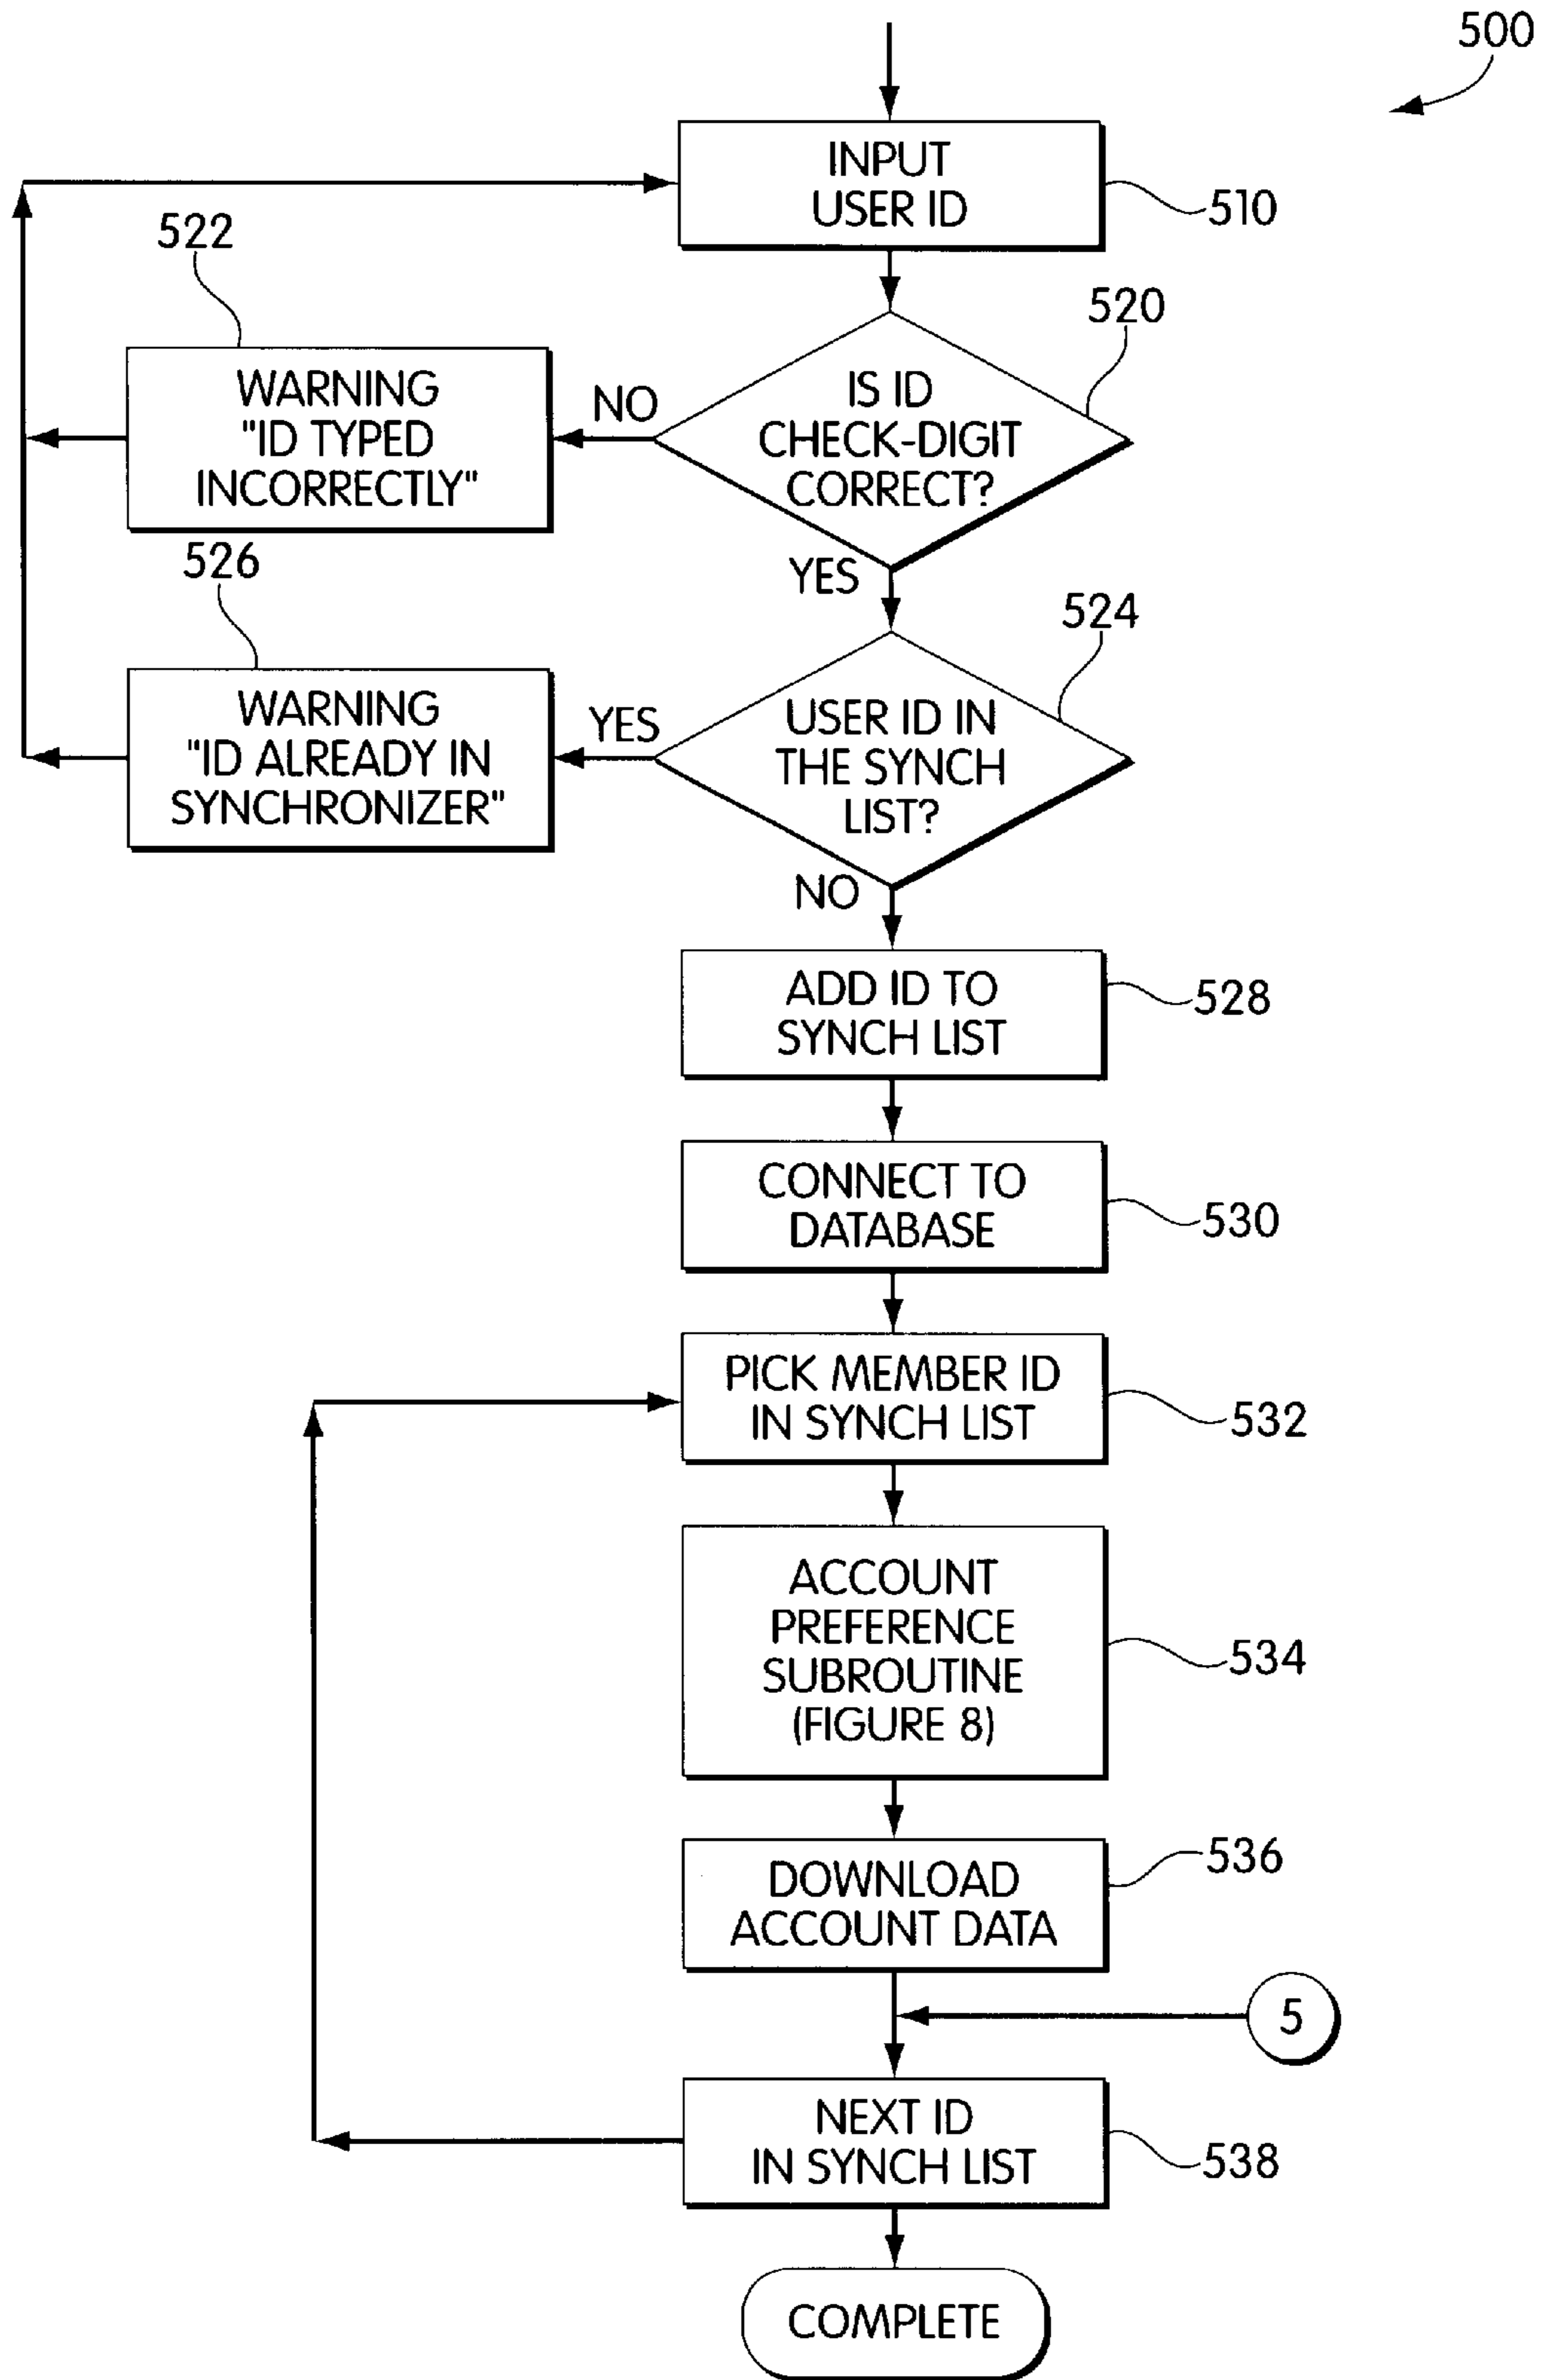 500
INPUT
USER ID
510
522
520
WARNING
"ID TYPED
INCORRECTLY"
NO
IS ID
CHECK-DIGIT
CORRECT?
YES
526
524
WARNING
"ID ALREADY IN
SYNCHRONIZER"
YES
USER ID IN
THE SYNCH
LIST?
NO
ADD ID TO
SYNCH LIST
528
CONNECT TO
DATABASE
530
PICK MEMBER ID
IN SYNCH LIST
532
ACCOUNT
PREFERENCE
SUBROUTINE
(FIGURE 8)
534
DOWNLOAD
ACCOUNT DATA
536
5
NEXT ID
IN SYNCH LIST
538
COMPLETE